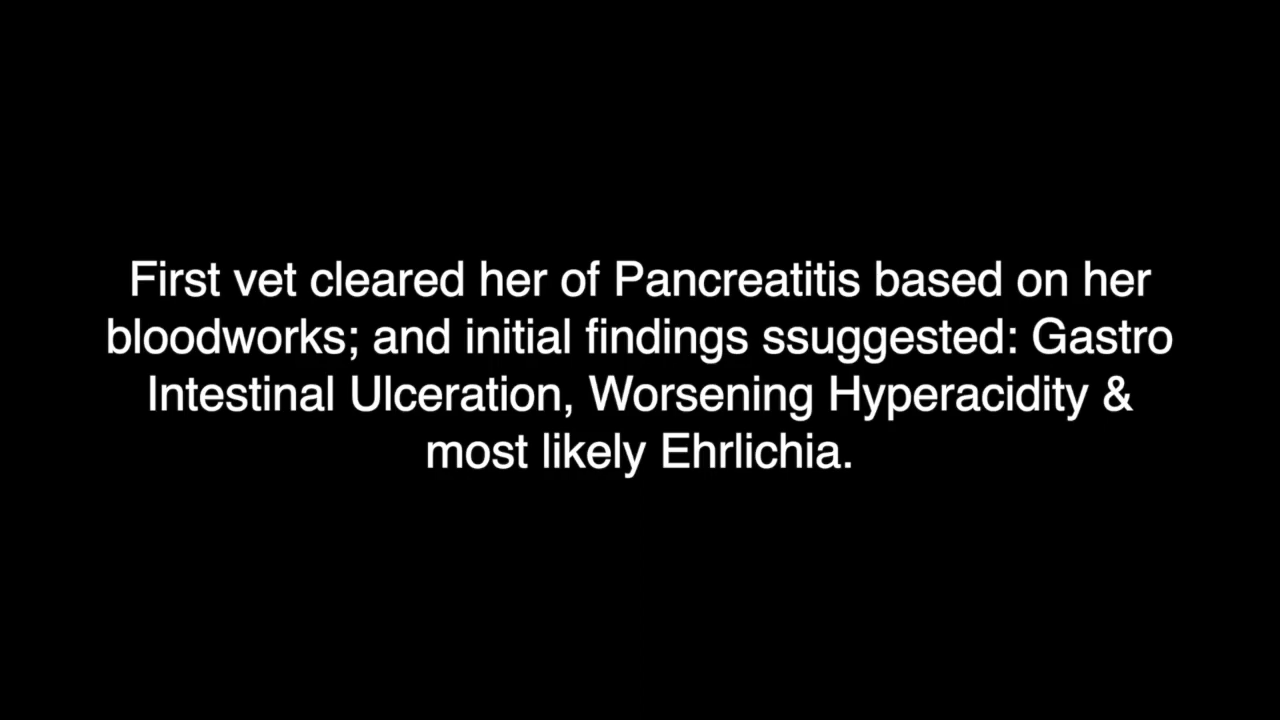 First vet cleared her of Pancreatitis based on her
bloodworks; and initial findings ssuggested: Gastro
Intestinal Ulceration, Worsening Hyperacidity &
most likely Ehrlichia.